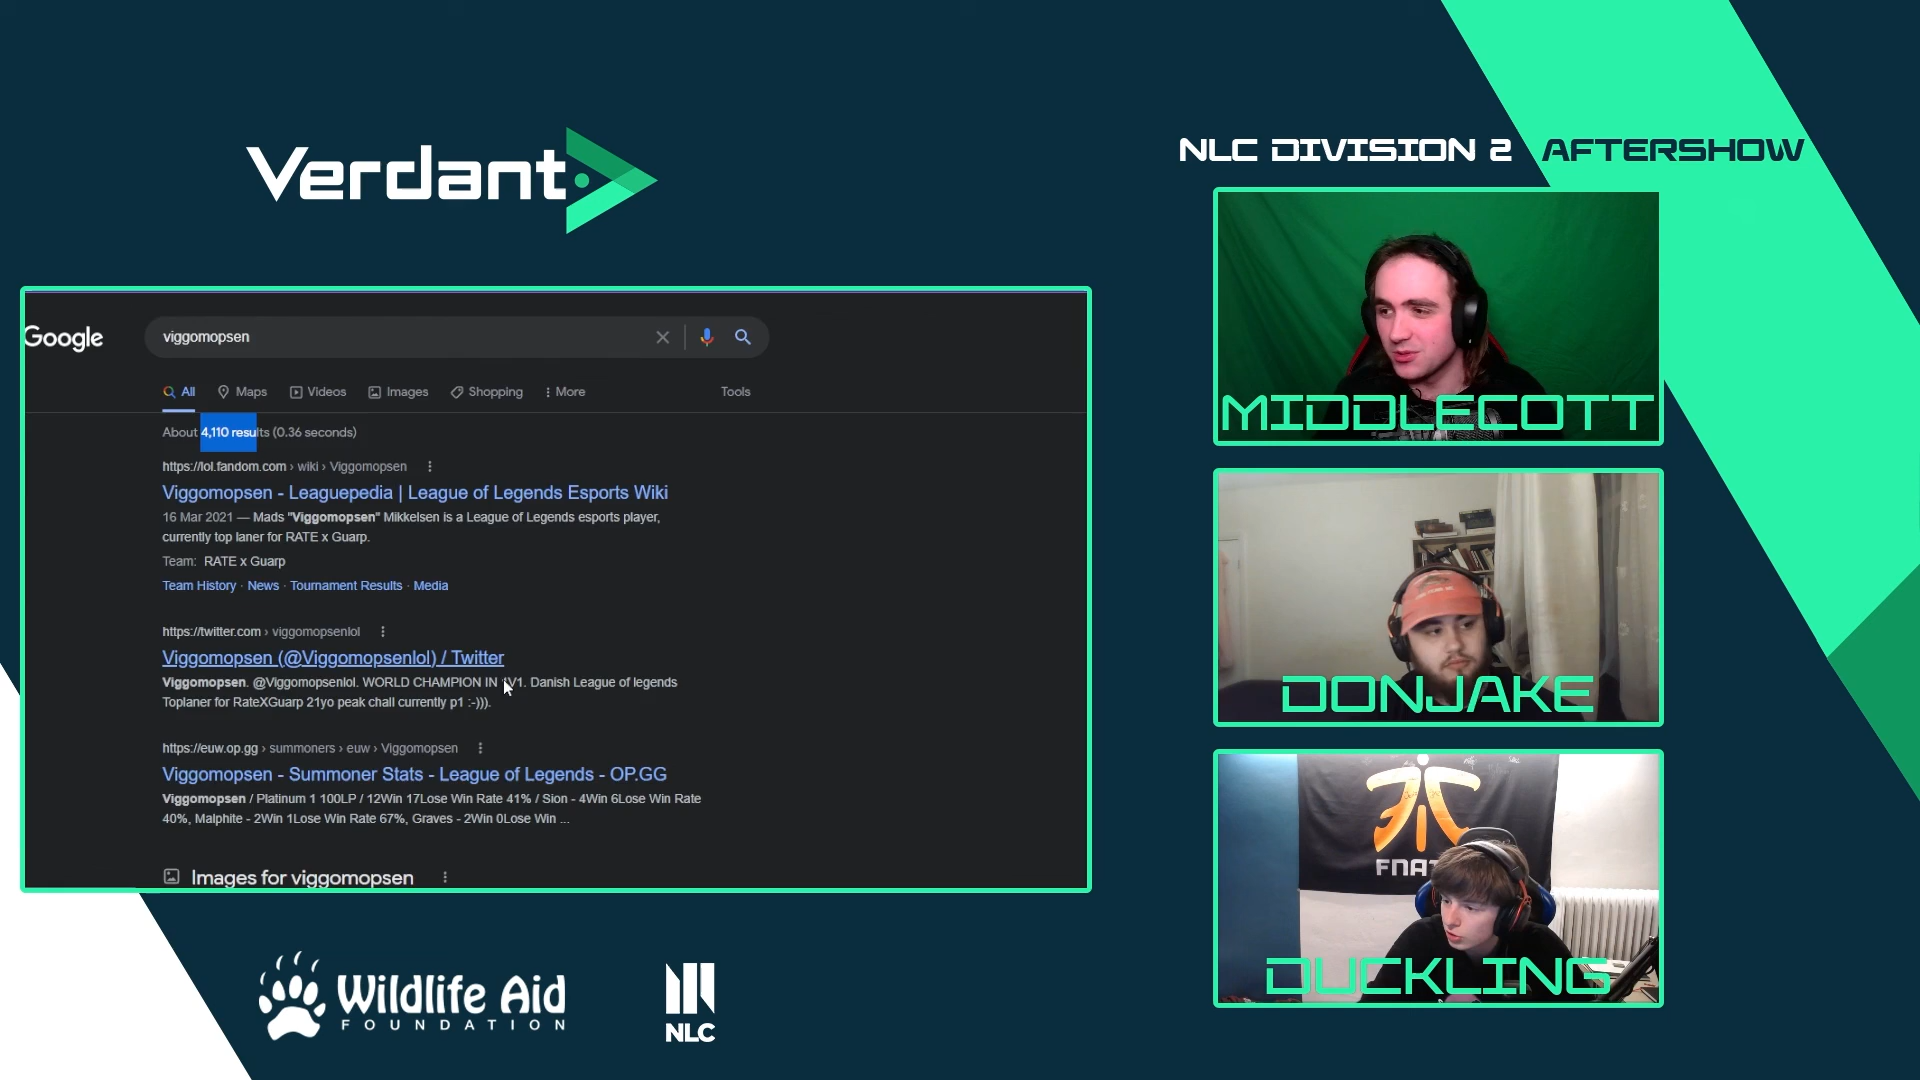 Verdant
NLC DIVISION 2 AFTERSHOW
Google
viggomopsen
All
Maps
Videos
Images
Shopping
More
Tools
About 4,110 results (0.36 seconds)
https://lol.fandom.com › wiki › Viggomopsen
Viggomopsen - Leaguepedia | League of Legends Esports Wiki
16 Mar 2021 — Mads "Viggomopsen" Mikkelsen is a League of Legends esports player,
currently top laner for RATE x Guarp.
Team: RATE x Guarp
Team History · News · Tournament Results · Media
https://twitter.com › viggomopsenlol
Viggomopsen (@Viggomopsenlol) / Twitter
Viggomopsen. @Viggomopsenlol. WORLD CHAMPION IN 1V1. Danish League of legends
Toplaner for RateXGuarp 21yo peak chall currently p1 :-))).
https://euw.op.gg › summoners › euw › Viggomopsen
Viggomopsen - Summoner Stats - League of Legends - OP.GG
Viggomopsen / Platinum 1 100LP / 12Win 17Lose Win Rate 41% / Sion - 4Win 6Lose Win Rate
40%, Malphite - 2Win 1Lose Win Rate 67%, Graves - 2Win 0Lose Win ...
Images for viggomopsen
MIDDLECOTT
DONJAKE
FNAT
DUCKLING
Wildlife Aid
FOUNDATION
NLC